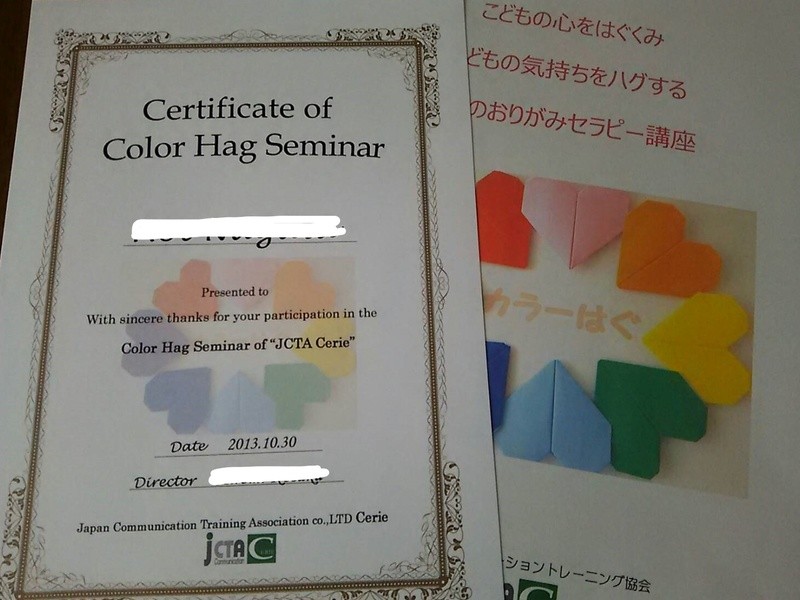 Certificate of
Color Hag Seminar
Presented to
With sincere thanks for your participation in the
Color Hag Seminar of "JCTA Cerie"
Date 2013.10.30
Director
Japan Communication Training Association co.,LTD Cerie
JCTA
Communication
こどもの心をはぐくみ
どもの気持ちをハグする
のおりがみセラピー講座
カラーはぐ
ーショントレーニング協会